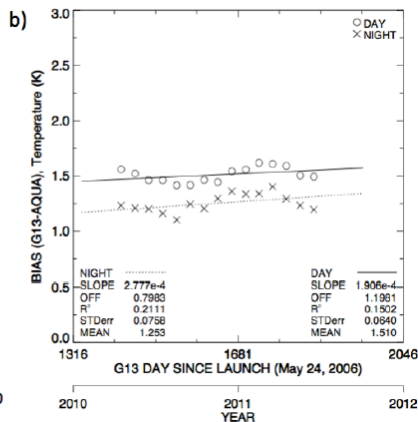 b)
3.0
○ DAY
× NIGHT
2.5
2.0
1.5
1.0
0.5
0.0
BIAS (G13-AQUA), Temperature (K)
NIGHT
SLOPE 2.777e-4
OFF 0.7983
R² 0.2111
STDerr 0.0758
MEAN 1.253
DAY
SLOPE 1.906e-4
OFF 1.1981
R² 0.1502
STDerr 0.0640
MEAN 1.510
1316 1681 2046
G13 DAY SINCE LAUNCH (May 24, 2006)
0
2010 2011 2012
YEAR